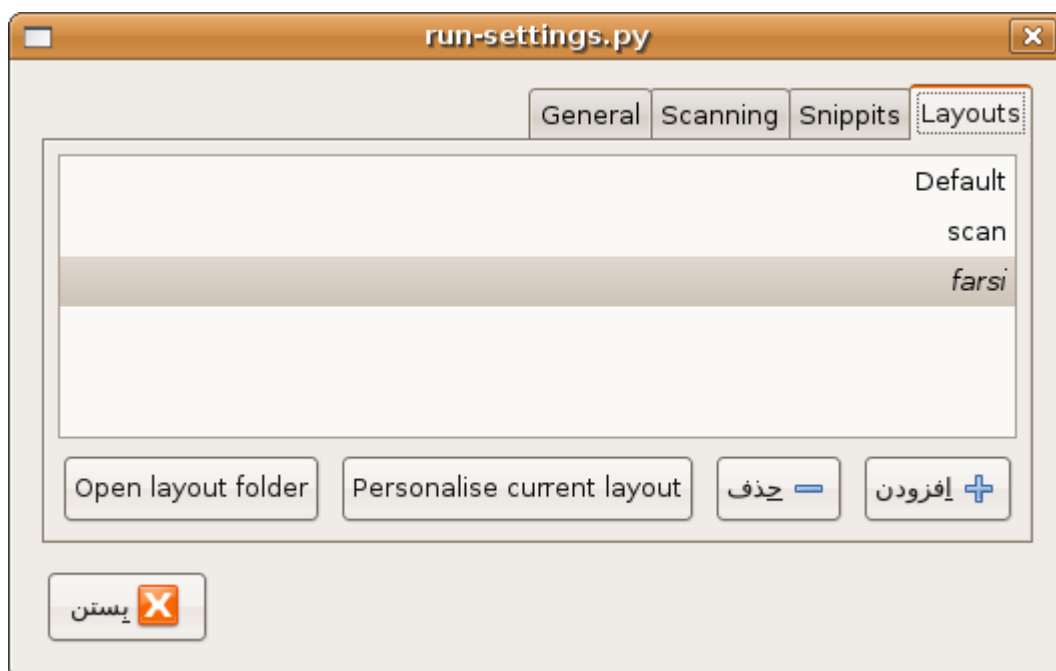 run-settings.py
General Scanning Snippits Layouts
Default
scan
farsi
Open layout folder Personalise current layout حذف افزودن
بستن